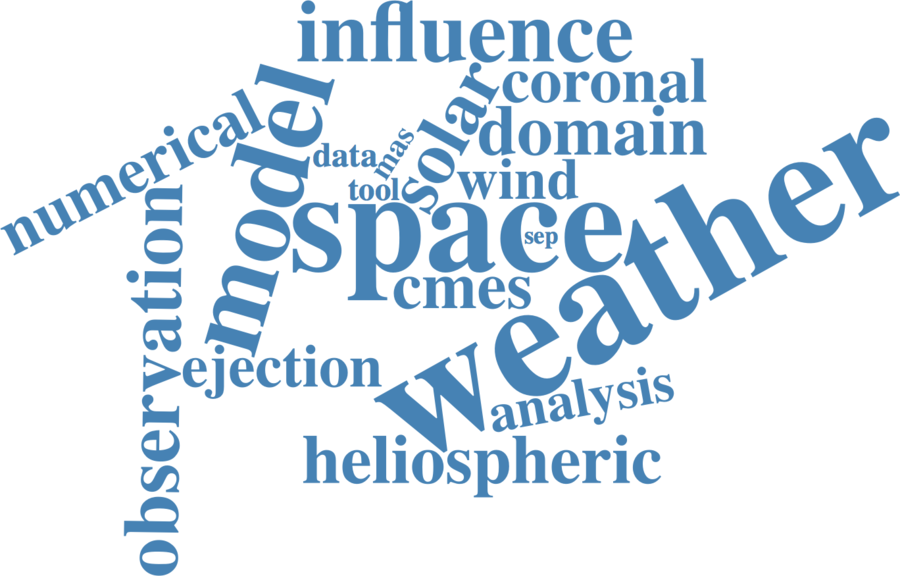 influence
coronal
solar
model
numerical
domain
mas
data
wind
tool
space
weather
sep
observation
cmes
ejection
analysis
heliospheric